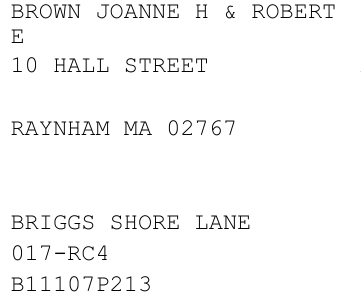 BROWN JOANNE H & ROBERT
E
10 HALL STREET
RAYNHAM MA 02767
BRIGGS SHORE LANE
017-RC4
B11107P213